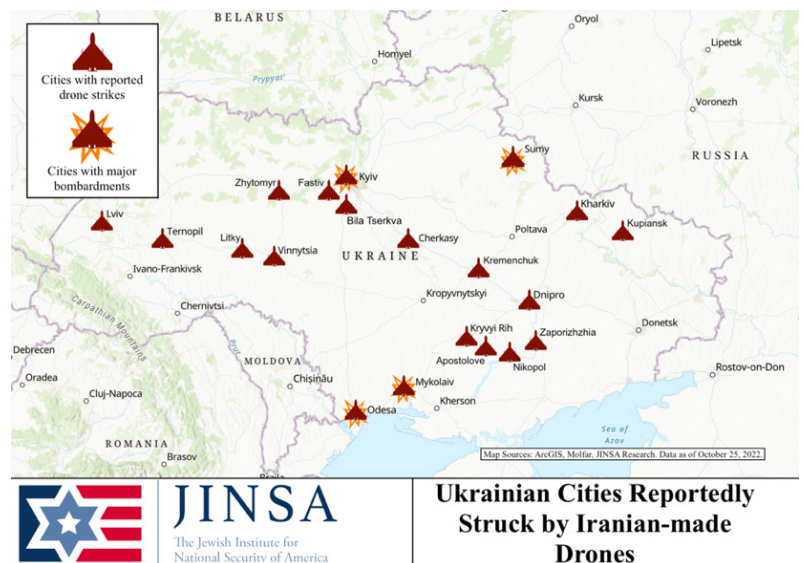 BELARUS
Cities with reported
drone strikes
Cities with major
bombardments
Oryol
Lipetsk
Homyel
Prypyat'
Kursk
Voronezh
RUSSIA
Sumy
Zhytomyr
Fastiv
Kyiv
Bila Tserkva
Kharkiv
Kupiansk
Lviv
Ternopil
Litky
Vinnytsia
Cherkasy
Poltava
UKRAINE
Kremenchuk
Ivano-Frankivsk
Chernivtsi
Kropyvnytskyi
Dnipro
Carpathian Mountains
Donetsk
Kryvyi Rih
Zaporizhzhia
Apostolove
Nikopol
Debrecen
Prut
MOLDOVA
Oradea
Chișinău
Rostov-on-Don
Cluj-Napoca
Mykolaiv
Kherson
Odesa
Sea of
Azov
ROMANIA
Brasov
Map Sources: ArcGIS, Molfar, JINSA Research. Data as of October 25, 2022.
JINSA
The Jewish Institute for
National Security of America
Ukrainian Cities Reportedly
Struck by Iranian-made
Drones